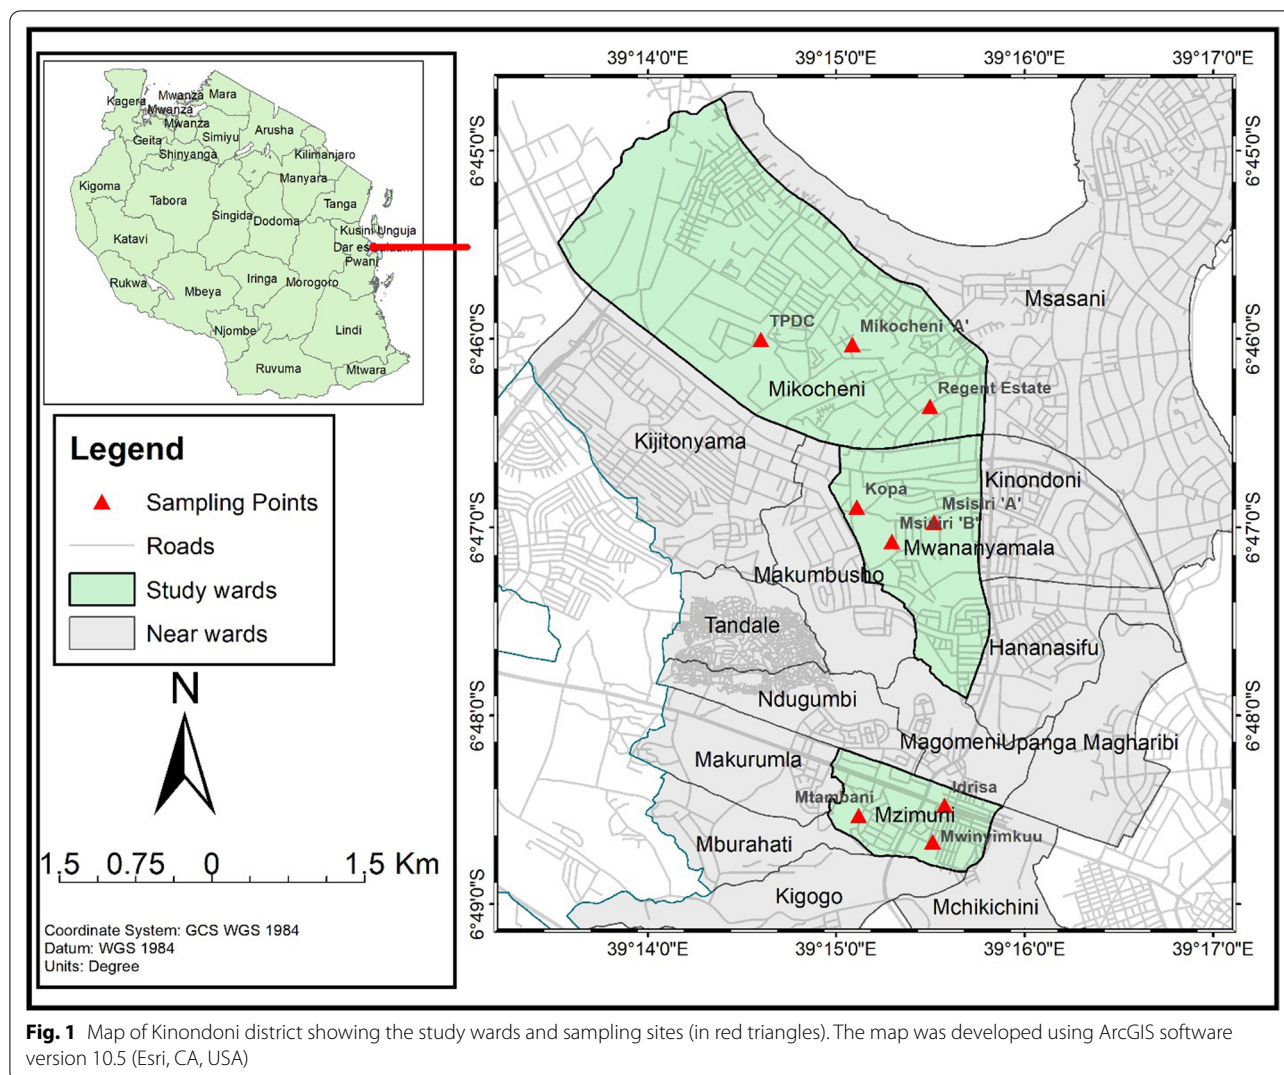 Kagera
Mwanza
Mara
Mwanza
Mwanza
Geita
Simiyu
Arusha
Shinyanga
Kilimanjaro
Kigoma
Manyara
Tabora
Tanga
Singida
Dodoma
Kusini Unguja
Katavi
Dar es Salaam
Pwani
Rukwa
Iringa
Morogoro
Mbeya
Njombe
Lindi
Ruvuma
Mtwara
Legend
Sampling Points
Roads
Study wards
Near wards
N
1.5 0.75 0 1.5 Km
Coordinate System: GCS WGS 1984
Datum: WGS 1984
Units: Degree
39°14'0"E 39°15'0"E 39°16'0"E 39°17'0"E
6°45'0"S 6°45'0"S
6°46'0"S 6°46'0"S
6°47'0"S 6°47'0"S
6°48'0"S 6°48'0"S
6°49'0"S 6°49'0"S
Msasani
TPDC
Mikocheni 'A'
Mikocheni
Regent Estate
Kijitonyama
Kinondoni
Kopa
Msisiri 'A'
Msisiri 'B'
Mwananyamala
Makumbusho
Tandale
Hananasifu
Ndugumbi
Magomeni
Upanga Magharibi
Makurumla
Idrisa
Mtambani
Mzimuni
Mwinyimkuu
Mburahati
Kigogo
Mchikichini
39°14'0"E 39°15'0"E 39°16'0"E 39°17'0"E
Fig. 1 Map of Kinondoni district showing the study wards and sampling sites (in red triangles). The map was developed using ArcGIS software
version 10.5 (Esri, CA, USA)